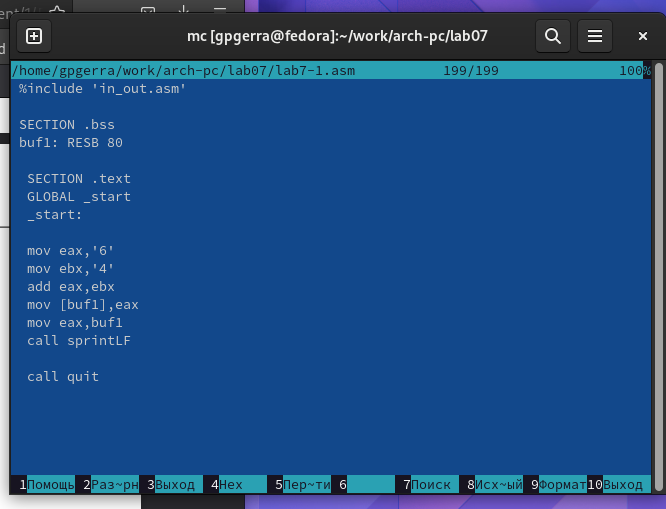 mc [gpgerra@fedora]:~/work/arch-pc/lab07
/home/gpgerra/work/arch-pc/lab07/lab7-1.asm 199/199 100%
%include 'in_out.asm'
SECTION .bss
buf1: RESB 80
SECTION .text
GLOBAL _start
_start:
mov eax,'6'
mov ebx,'4'
add eax,ebx
mov [buf1],eax
mov eax,buf1
call sprintLF
call quit
1Помощь 2Раз~рн 3Выход 4Hex 5Пер~ти 6 7Поиск 8Исх~ый 9Формат 10Выход